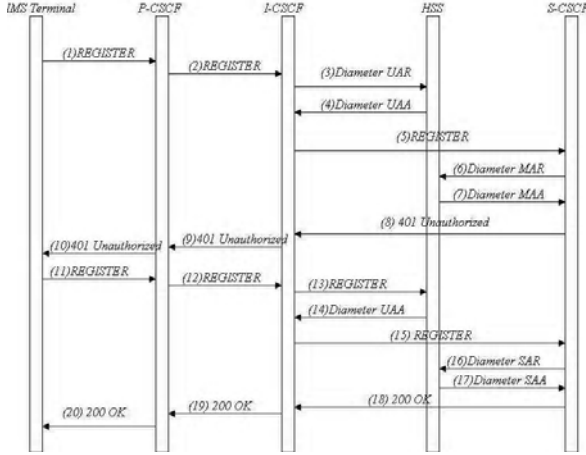 IMS Terminal P-CSCF I-CSCF HSS S-CSCF
(1)REGISTER
(2)REGISTER
(3)Diameter UAR
(4)Diameter UAA
(5)REGISTER
(6)Diameter MAR
(7)Diameter MAA
(8) 401 Unauthorized
(9)401 Unauthorized
(10)401 Unauthorized
(11)REGISTER
(12)REGISTER
(13)REGISTER
(14)Diameter UAA
(15) REGISTER
(16)Diameter SAR
(17)Diameter SAA
(18) 200 OK
(19) 200 OK
(20) 200 OK